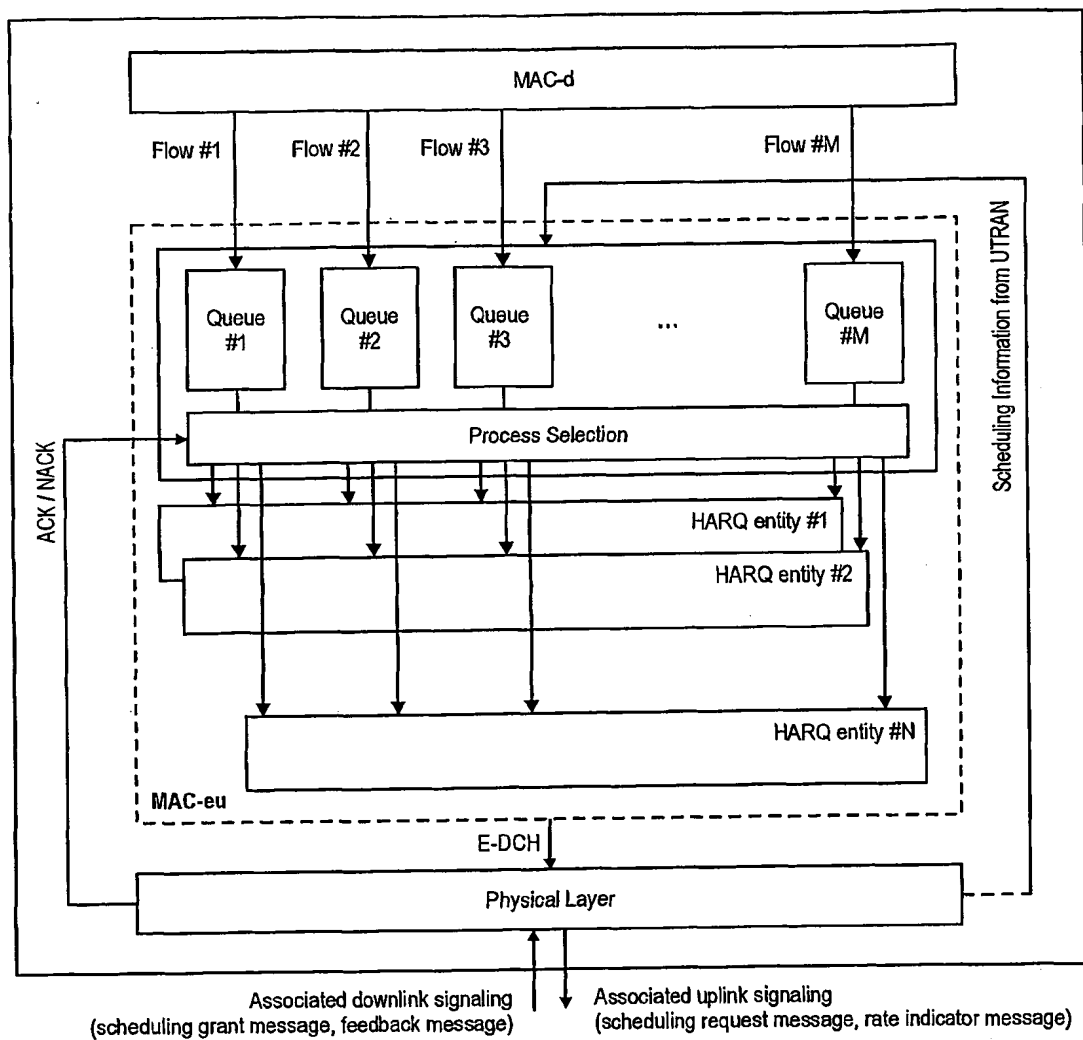 MAC-d
Flow #1
Flow #2
Flow #3
Flow #M
Scheduling Information from UTRAN
Queue
#1
Queue
#2
Queue
#3
...
Queue
#M
Process Selection
ACK / NACK
HARQ entity #1
HARQ entity #2
HARQ entity #N
MAC-eu
E-DCH
Physical Layer
Associated downlink signaling
(scheduling grant message, feedback message)
Associated uplink signaling
(scheduling request message, rate indicator message)